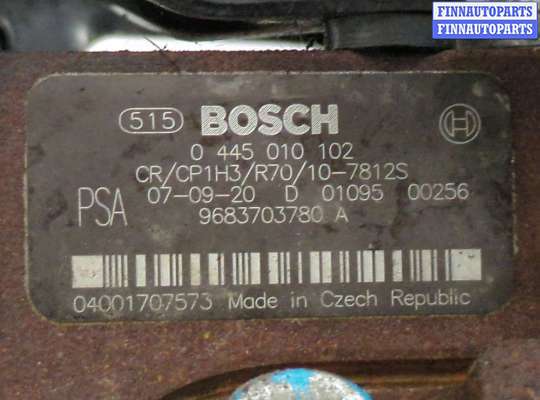 FINNAUTOPARTS
FINNAUTOPARTS
515 BOSCH
0 445 010 102
CR/CP1H3/R70/10-7812S
PSA 07-09-20 D 01095 00256
9683703780 A
04001707573 Made in Czech Republic